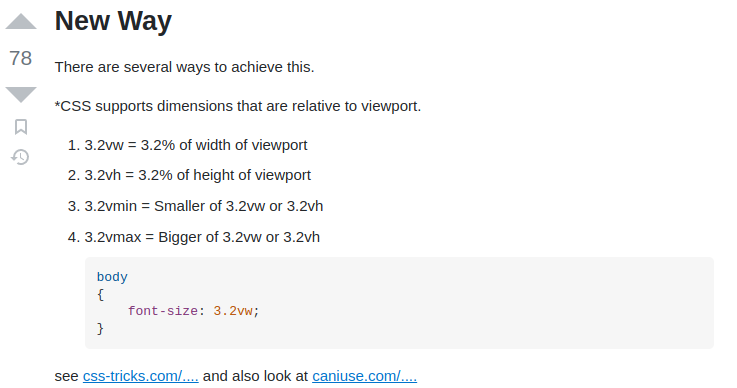 New Way
78
There are several ways to achieve this.
*CSS supports dimensions that are relative to viewport.
1. 3.2vw = 3.2% of width of viewport
2. 3.2vh = 3.2% of height of viewport
3. 3.2vmin = Smaller of 3.2vw or 3.2vh
4. 3.2vmax = Bigger of 3.2vw or 3.2vh
body
{
    font-size: 3.2vw;
}
see css-tricks.com/.... and also look at caniuse.com/....